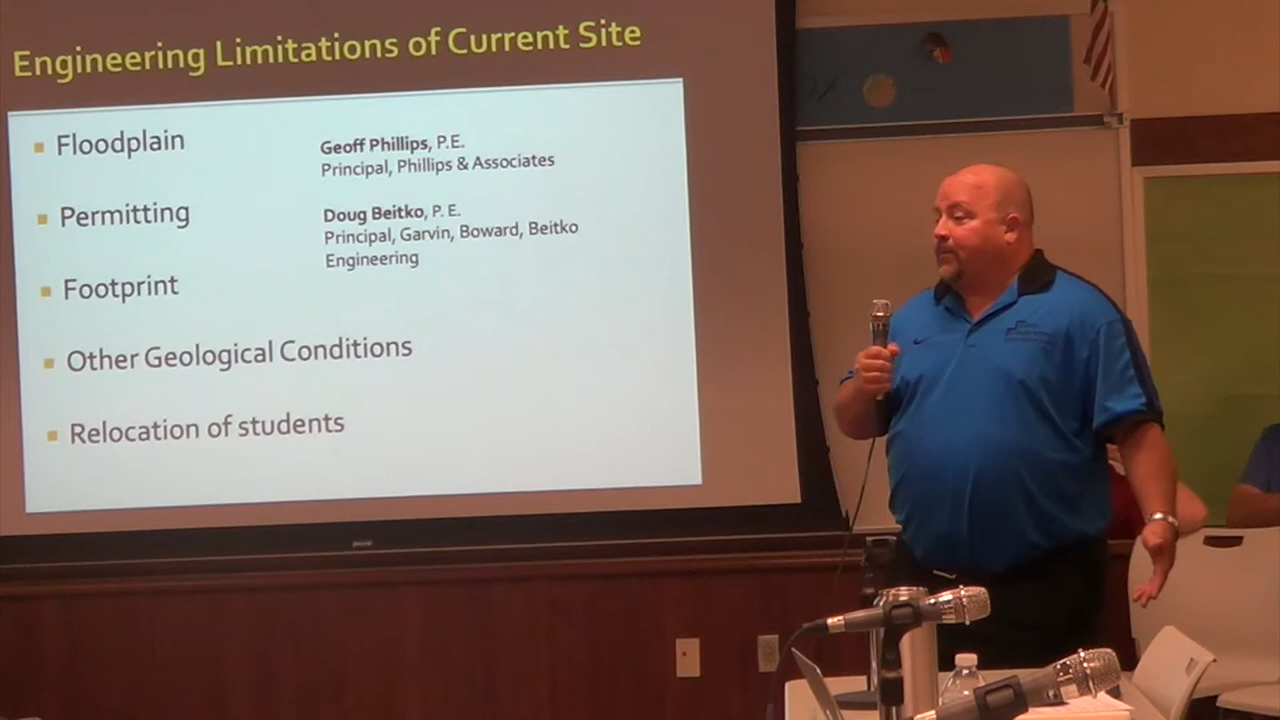 Engineering Limitations of Current Site
Floodplain
Geoff Phillips, P.E.
Principal, Phillips & Associates
Permitting
Doug Beitko, P. E.
Principal, Garvin, Boward, Beitko
Engineering
Footprint
Other Geological Conditions
Relocation of students